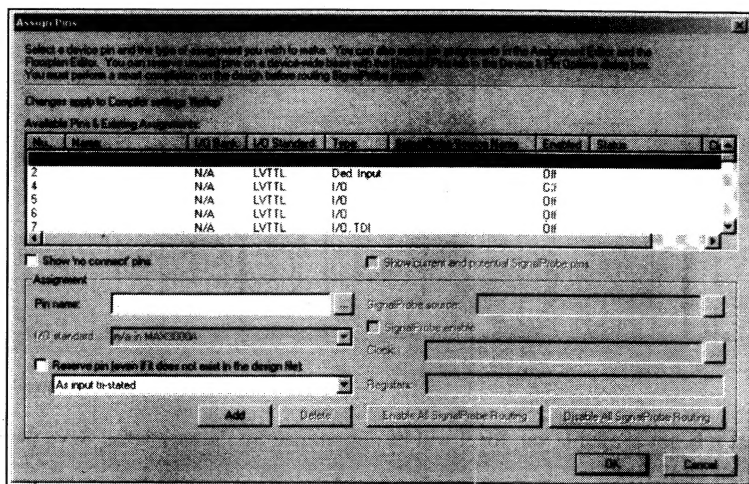 Assign Pins
Select a device pin and the type of assignment you wish to make. You can also make pin assignments in the Assignment Editor and the
Floorplan Editor. You can reserve unused pins on a device-wide basis with the Unused Pins tab in the Device & Pin Options dialog box.
You must perform a smart compilation on the design before routing SignalProbe signals.
Changes apply to Compiler settings
Available Pins & Existing Assignments:
No. Name I/O Bank I/O Standard Type SignalProbe Source Name Enabled Status
2 N/A LVTTL Ded. Input Off
4 N/A LVTTL I/O
5 N/A LVTTL I/O Off
6 N/A LVTTL I/O Off
7 N/A LVTTL I/O, TDI Off
Show 'no connect' pins
Show current and potential SignalProbe pins
Assignment
Pin name: ...
SignalProbe source:
I/O standard n/a in MAX3000A
SignalProbe enable
Clock:
Reserve pin (even if it does not exist in the design file):
As input tri-stated
Registers:
Add Delete Enable All SignalProbe Routing Disable All SignalProbe Routing
OK Cancel